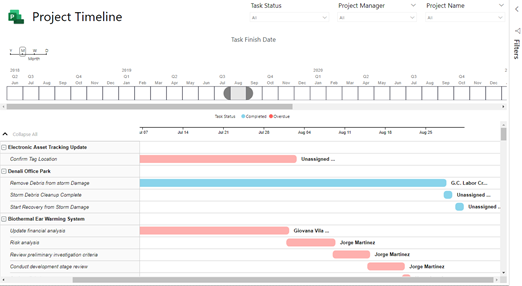 Project Timeline
Task Status
Project Manager
Project Name
All
All
All
Filters
Task Finish Date
Y M W D
Month
2018 2019 2020
Q2 Q3 Q4 Q1 Q2 Q3 Q4 Q1 Q2 Q3 Q4
Jun Jul Aug Sep Oct Nov Dec Jan Feb Mar Apr May Jun Jul Aug Sep Oct Nov Dec Jan Feb Mar Apr May Jun Jul Aug Sep Oct Nov Dec
Task Status Completed Overdue
Collapse All
Jul 14 Jul 21 Jul 28 Aug 04 Aug 11 Aug 18 Aug 25
Electronic Asset Tracking Update
Confirm Tag Location Unassigned ...
Denali Office Park
Remove Debris from storm Damage G.C. Labor Cr...
Storm Debris Cleanup Complete Unassigned ...
Start Recovery from Storm Damage Unassigned ...
Biothermal Ear Warming System
Update financial analysis Giovana Vila ...
Risk analysis Jorge Martinez
Review preliminary investigation criteria Jorge Martinez
Conduct development stage review Jorge Martinez